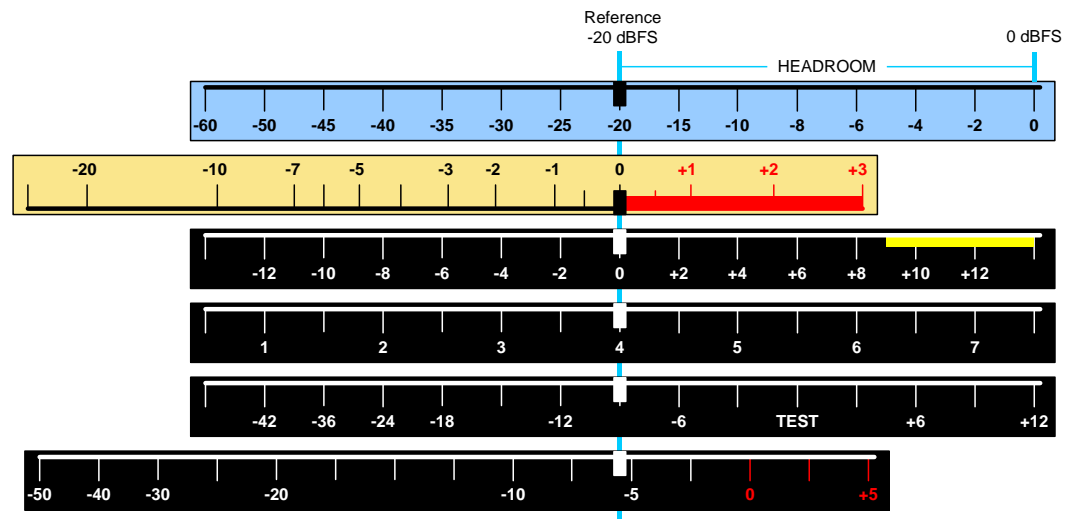 Reference
-20 dBFS
0 dBFS
HEADROOM
-60 -50 -45 -40 -35 -30 -25 -20 -15 -10 -8 -6 -4 -2 0
-20 -10 -7 -5 -3 -2 -1 0 +1 +2 +3
-12 -10 -8 -6 -4 -2 0 +2 +4 +6 +8 +10 +12
1 2 3 4 5 6 7
-42 -36 -24 -18 -12 -6 TEST +6 +12
-50 -40 -30 -20 -10 -5 0 +5